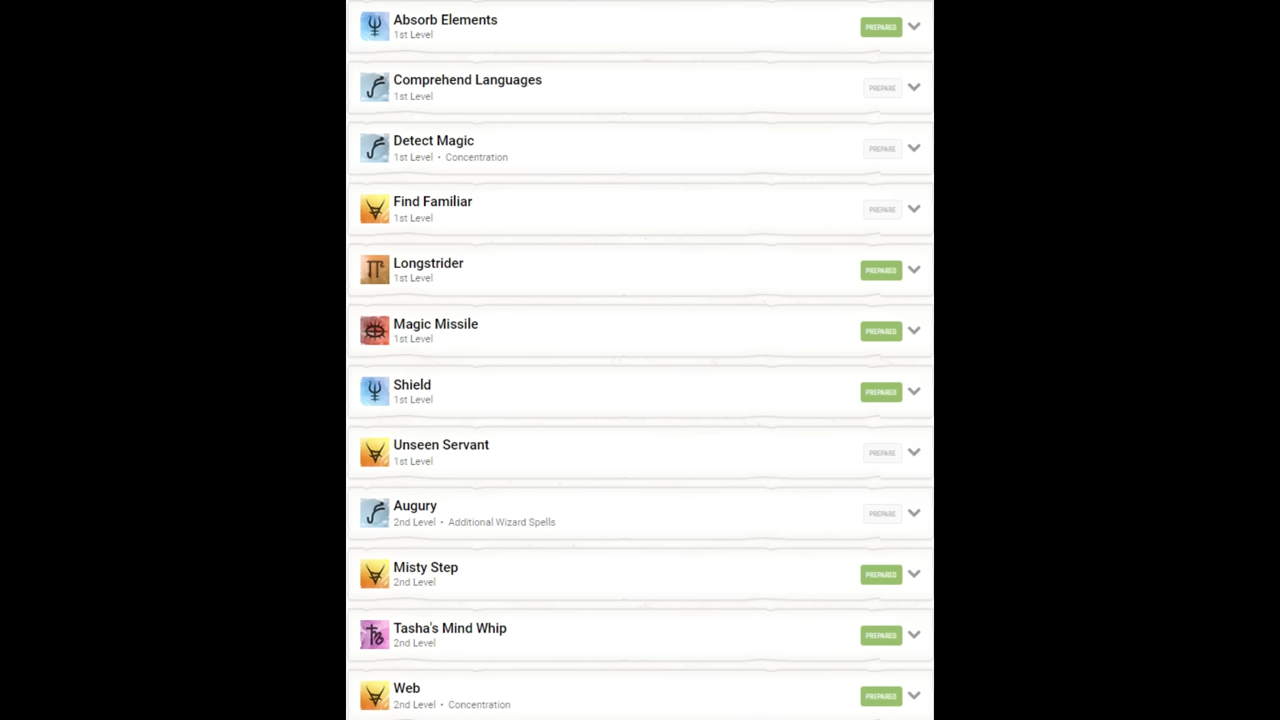 Absorb Elements
1st Level
PREPARED
Comprehend Languages
1st Level
PREPARE
Detect Magic
1st Level • Concentration
PREPARE
Find Familiar
1st Level
PREPARE
Longstrider
1st Level
PREPARED
Magic Missile
1st Level
PREPARED
Shield
1st Level
PREPARED
Unseen Servant
1st Level
PREPARE
Augury
2nd Level • Additional Wizard Spells
PREPARE
Misty Step
2nd Level
PREPARED
Tasha's Mind Whip
2nd Level
PREPARED
Web
2nd Level • Concentration
PREPARED